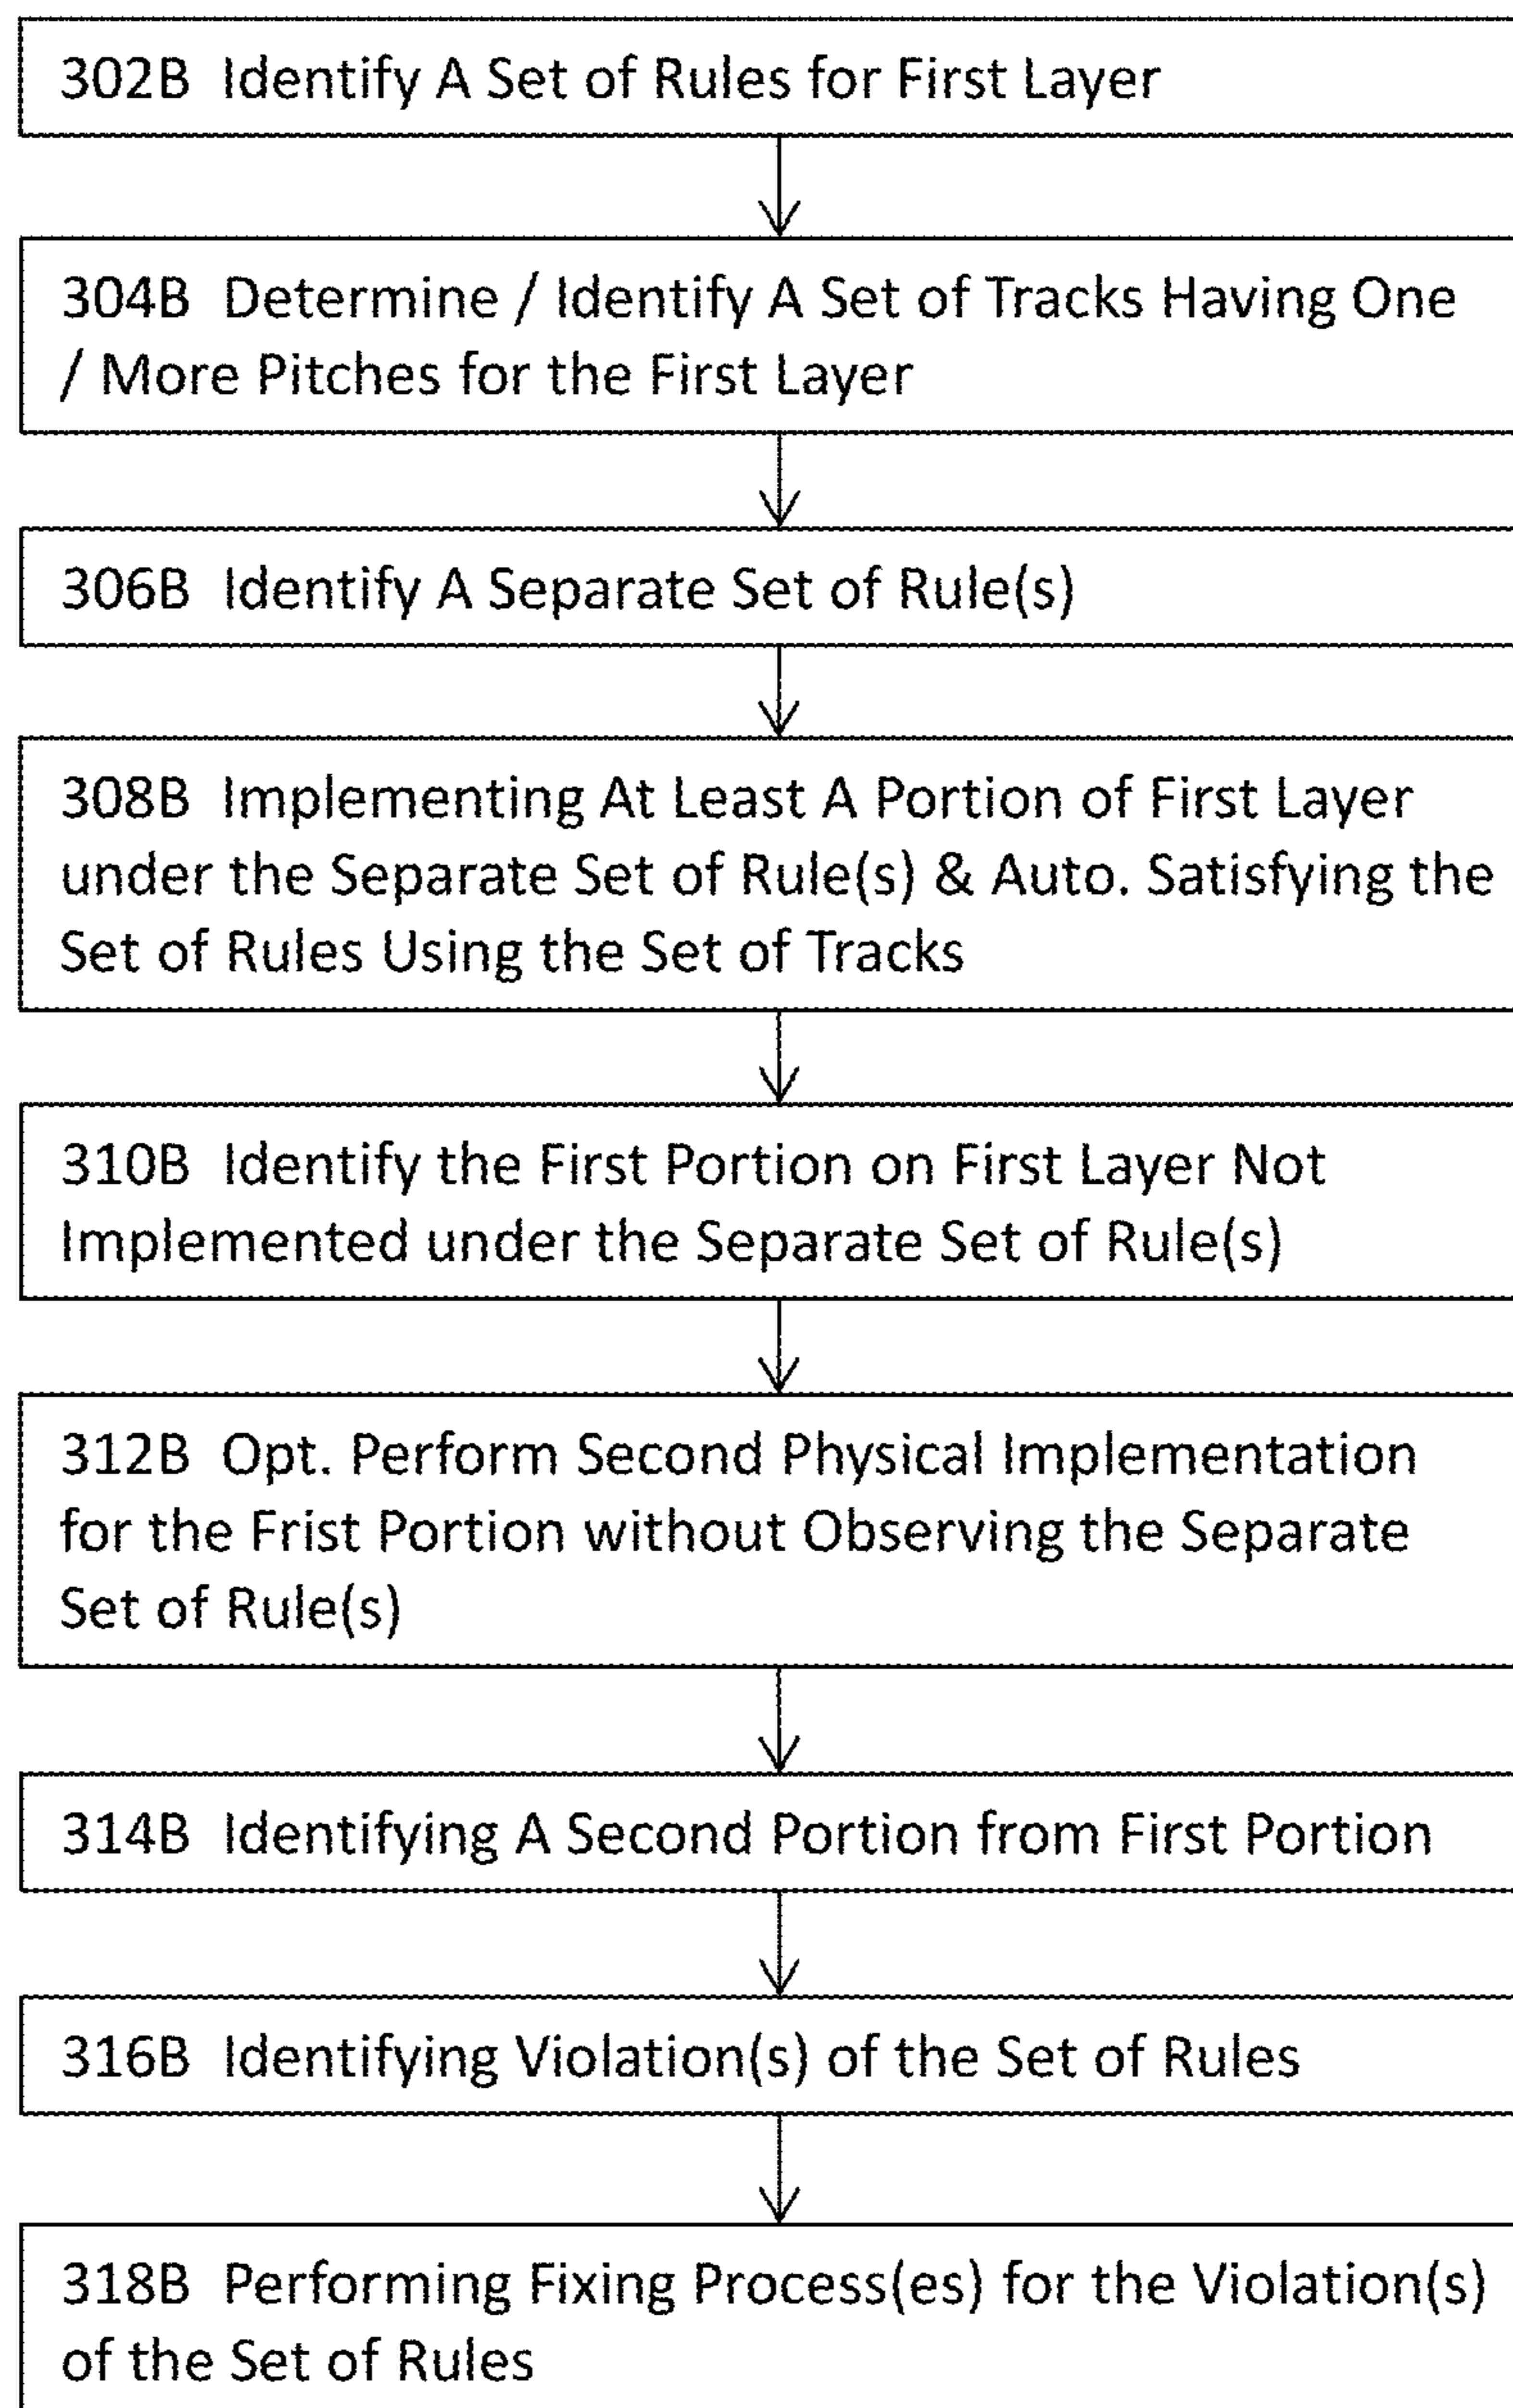 302B Identify A Set of Rules for First Layer
304B Determine / Identify A Set of Tracks Having One
/ More Pitches for the First Layer
306B Identify A Separate Set of Rule(s)
308B Implementing At Least A Portion of First Layer
under the Separate Set of Rule(s) & Auto. Satisfying the
Set of Rules Using the Set of Tracks
310B Identify the First Portion on First Layer Not
Implemented under the Separate Set of Rule(s)
312B Opt. Perform Second Physical Implementation
for the Frist Portion without Observing the Separate
Set of Rule(s)
314B Identifying A Second Portion from First Portion
316B Identifying Violation(s) of the Set of Rules
318B Performing Fixing Process(es) for the Violation(s)
of the Set of Rules